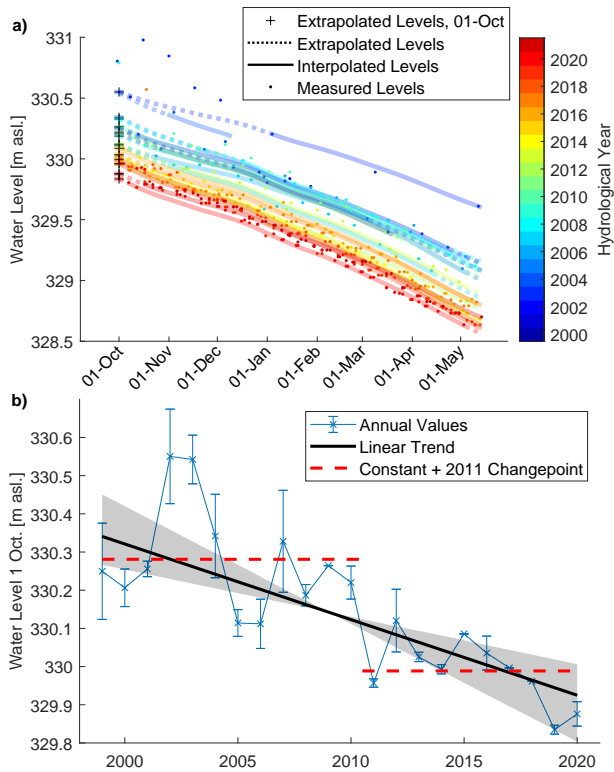 a)
Water Level [m asl.]
331
330.5
330
329.5
329
328.5
01-Oct
01-Nov
01-Dec
01-Jan
01-Feb
01-Mar
01-Apr
01-May
Extrapolated Levels, 01-Oct
Extrapolated Levels
Interpolated Levels
Measured Levels
2020
2018
2016
2014
2012
2010
2008
2006
2004
2002
2000
Hydrological Year
b)
Water Level 1 Oct. [m asl.]
330.6
330.5
330.4
330.3
330.2
330.1
330
329.9
329.8
2000
2005
2010
2015
2020
Annual Values
Linear Trend
Constant + 2011 Changepoint